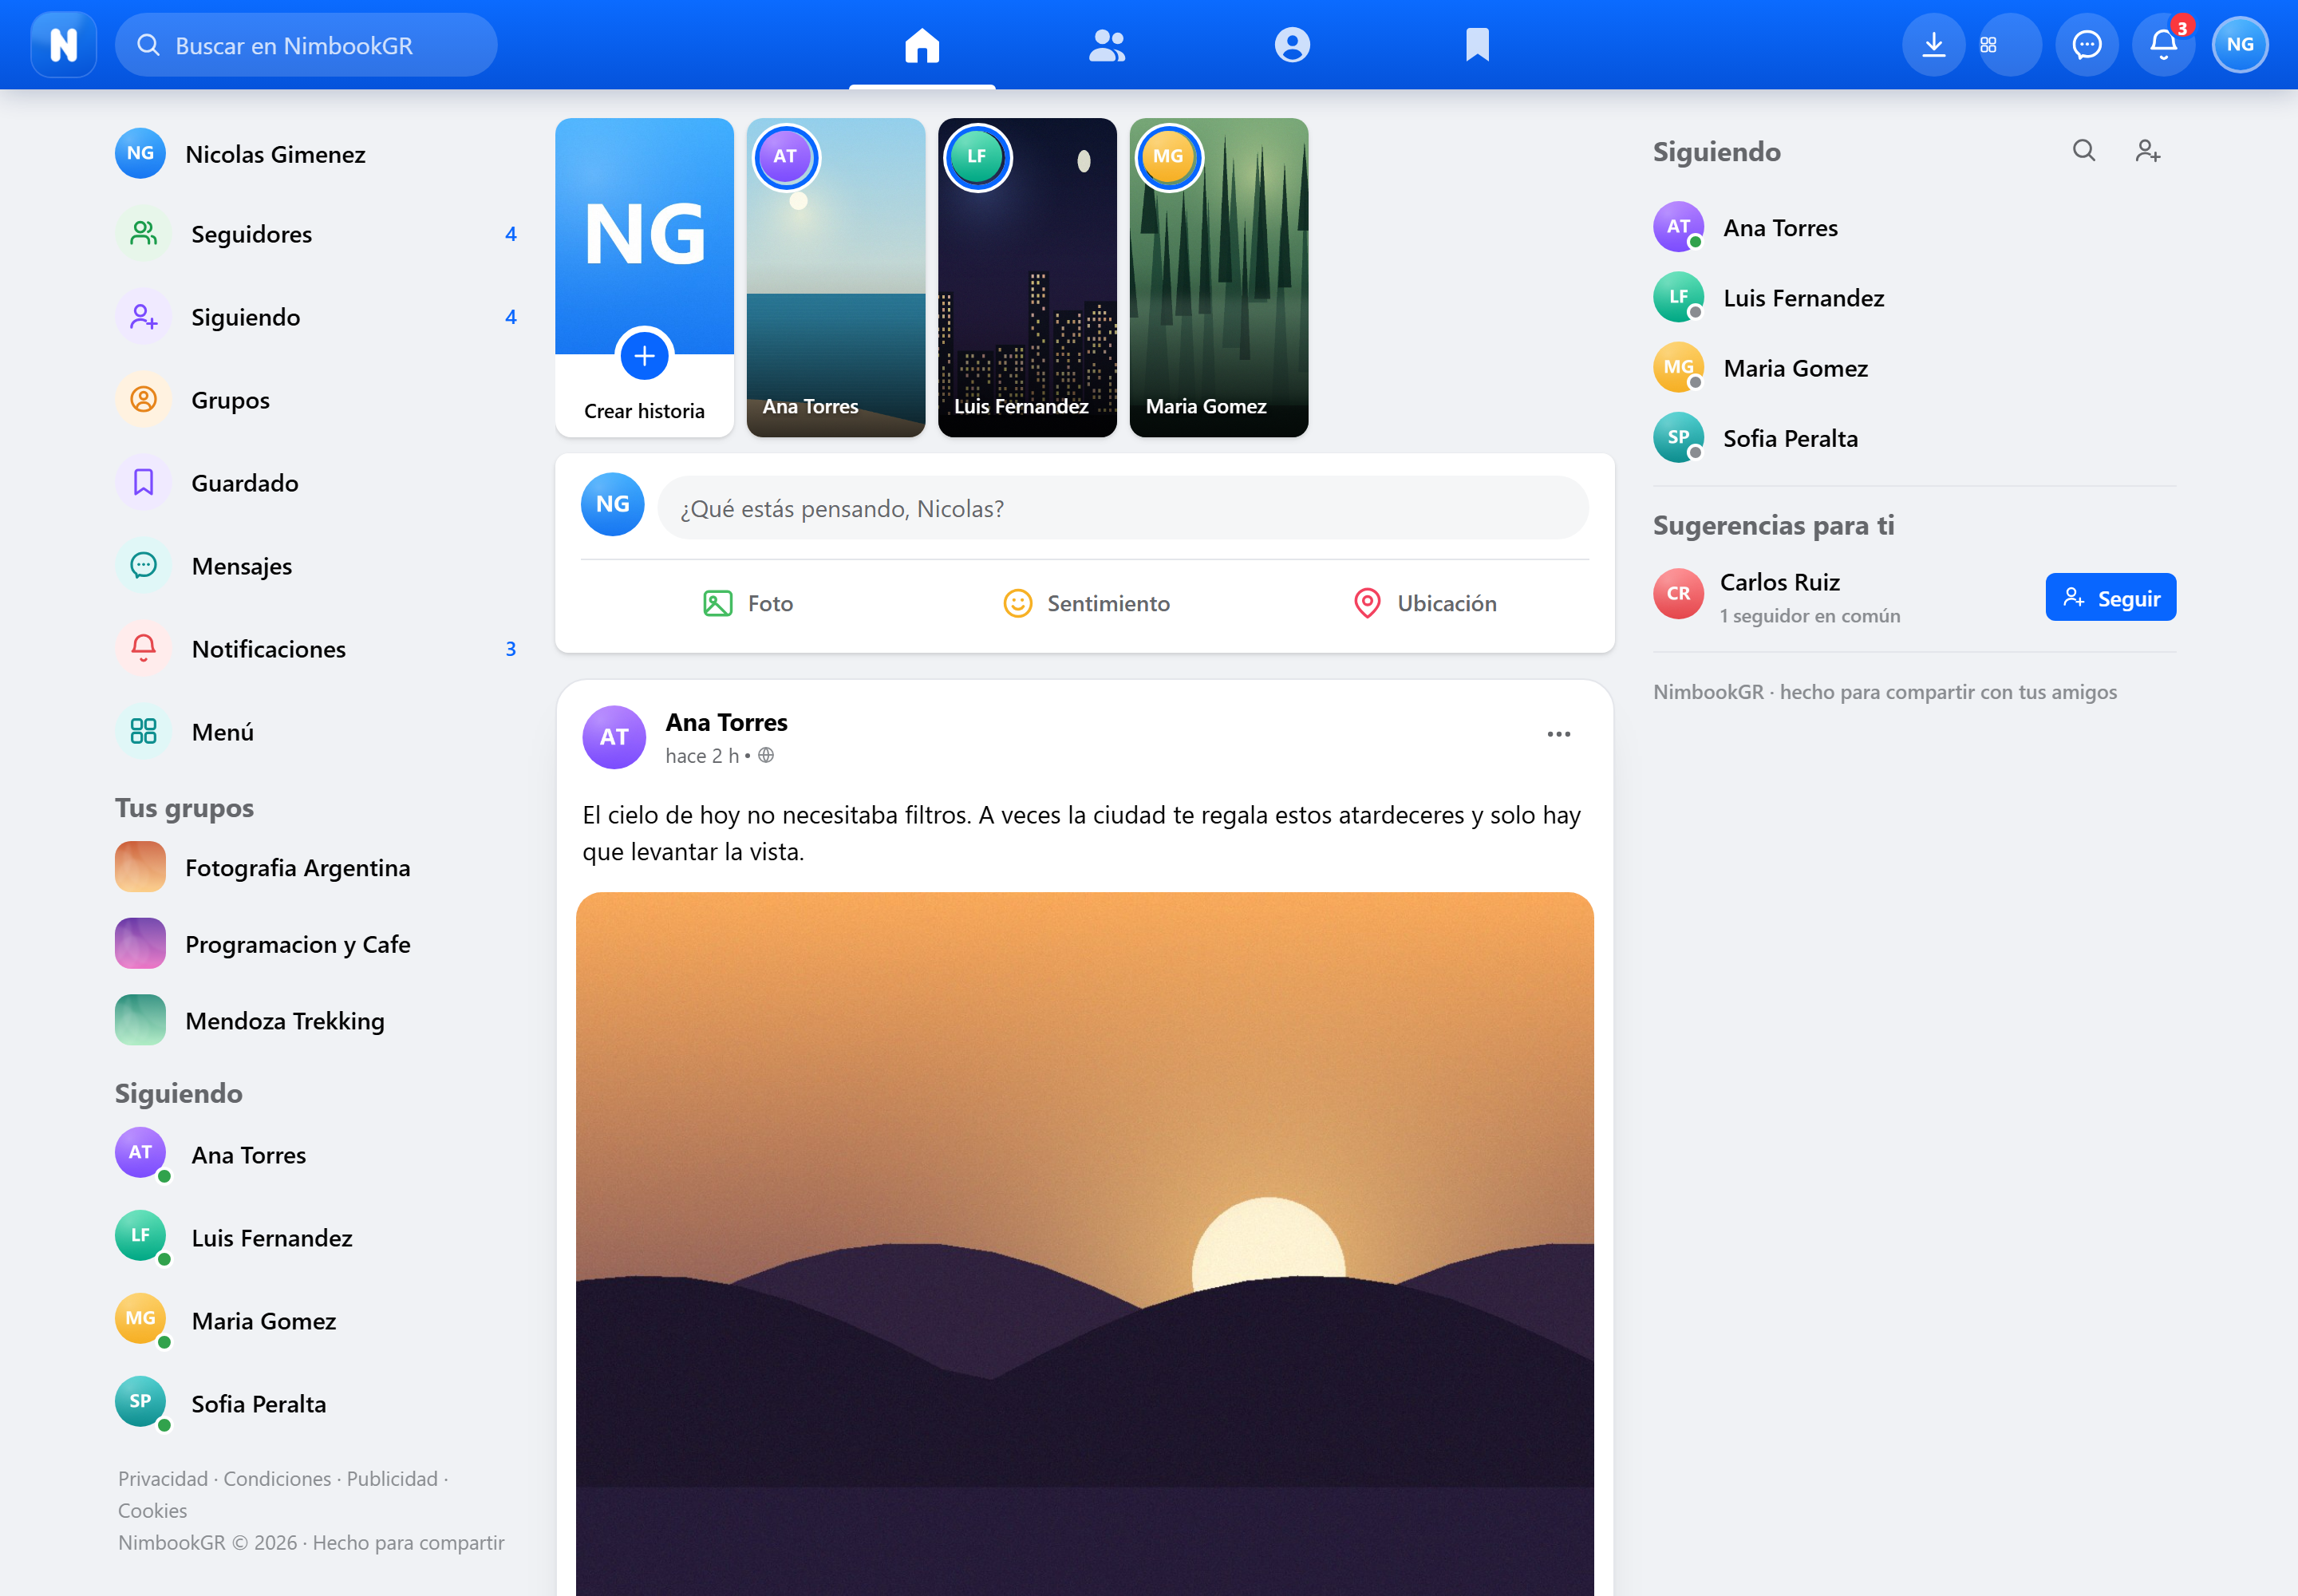 N
Buscar en NimbookGR
3
NG
NG
Nicolas Gimenez
Seguidores
4
Siguiendo
4
Grupos
Guardado
Mensajes
Notificaciones
3
Menú
Tus grupos
Fotografia Argentina
Programacion y Cafe
Mendoza Trekking
Siguiendo
AT
Ana Torres
LF
Luis Fernandez
MG
Maria Gomez
SP
Sofia Peralta
Privacidad · Condiciones · Publicidad ·
Cookies
NimbookGR © 2026 · Hecho para compartir
NG
Crear historia
AT
Ana Torres
LF
Luis Fernandez
MG
Maria Gomez
NG
¿Qué estás pensando, Nicolas?
Foto
Sentimiento
Ubicación
AT
Ana Torres
hace 2 h •
El cielo de hoy no necesitaba filtros. A veces la ciudad te regala estos atardeceres y solo hay
que levantar la vista.
Siguiendo
AT
Ana Torres
LF
Luis Fernandez
MG
Maria Gomez
SP
Sofia Peralta
Sugerencias para ti
CR
Carlos Ruiz
1 seguidor en común
Seguir
NimbookGR · hecho para compartir con tus amigos